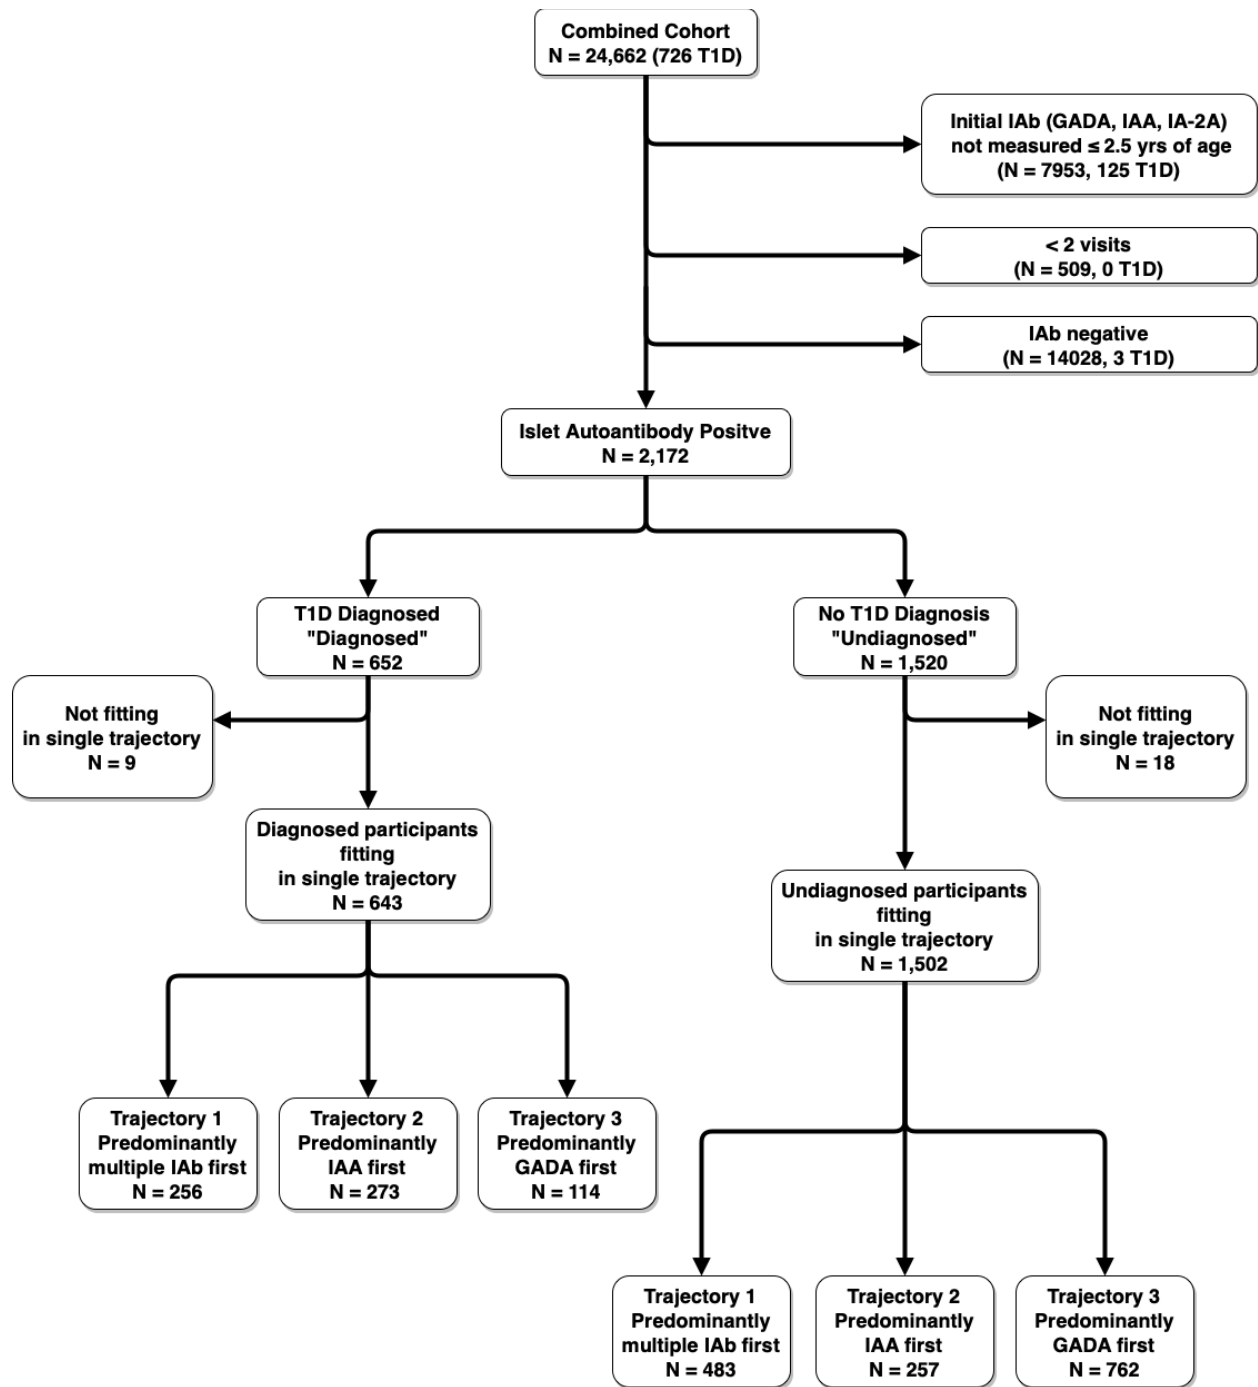 Combined Cohort
N = 24,662 (726 T1D)
Initial IAb (GADA, IAA, IA-2A)
not measured ≤ 2.5 yrs of age
(N = 7953, 125 T1D)
< 2 visits
(N = 509, 0 T1D)
IAb negative
(N = 14028, 3 T1D)
Islet Autoantibody Positve
N = 2,172
T1D Diagnosed
"Diagnosed"
N = 652
No T1D Diagnosis
"Undiagnosed"
N = 1,520
Not fitting
in single trajectory
N = 9
Not fitting
in single trajectory
N = 18
Diagnosed participants
fitting
in single trajectory
N = 643
Undiagnosed participants
fitting
in single trajectory
N = 1,502
Trajectory 1
Predominantly
multiple IAb first
N = 256
Trajectory 2
Predominantly
IAA first
N = 273
Trajectory 3
Predominantly
GADA first
N = 114
Trajectory 1
Predominantly
multiple IAb first
N = 483
Trajectory 2
Predominantly
IAA first
N = 257
Trajectory 3
Predominantly
GADA first
N = 762